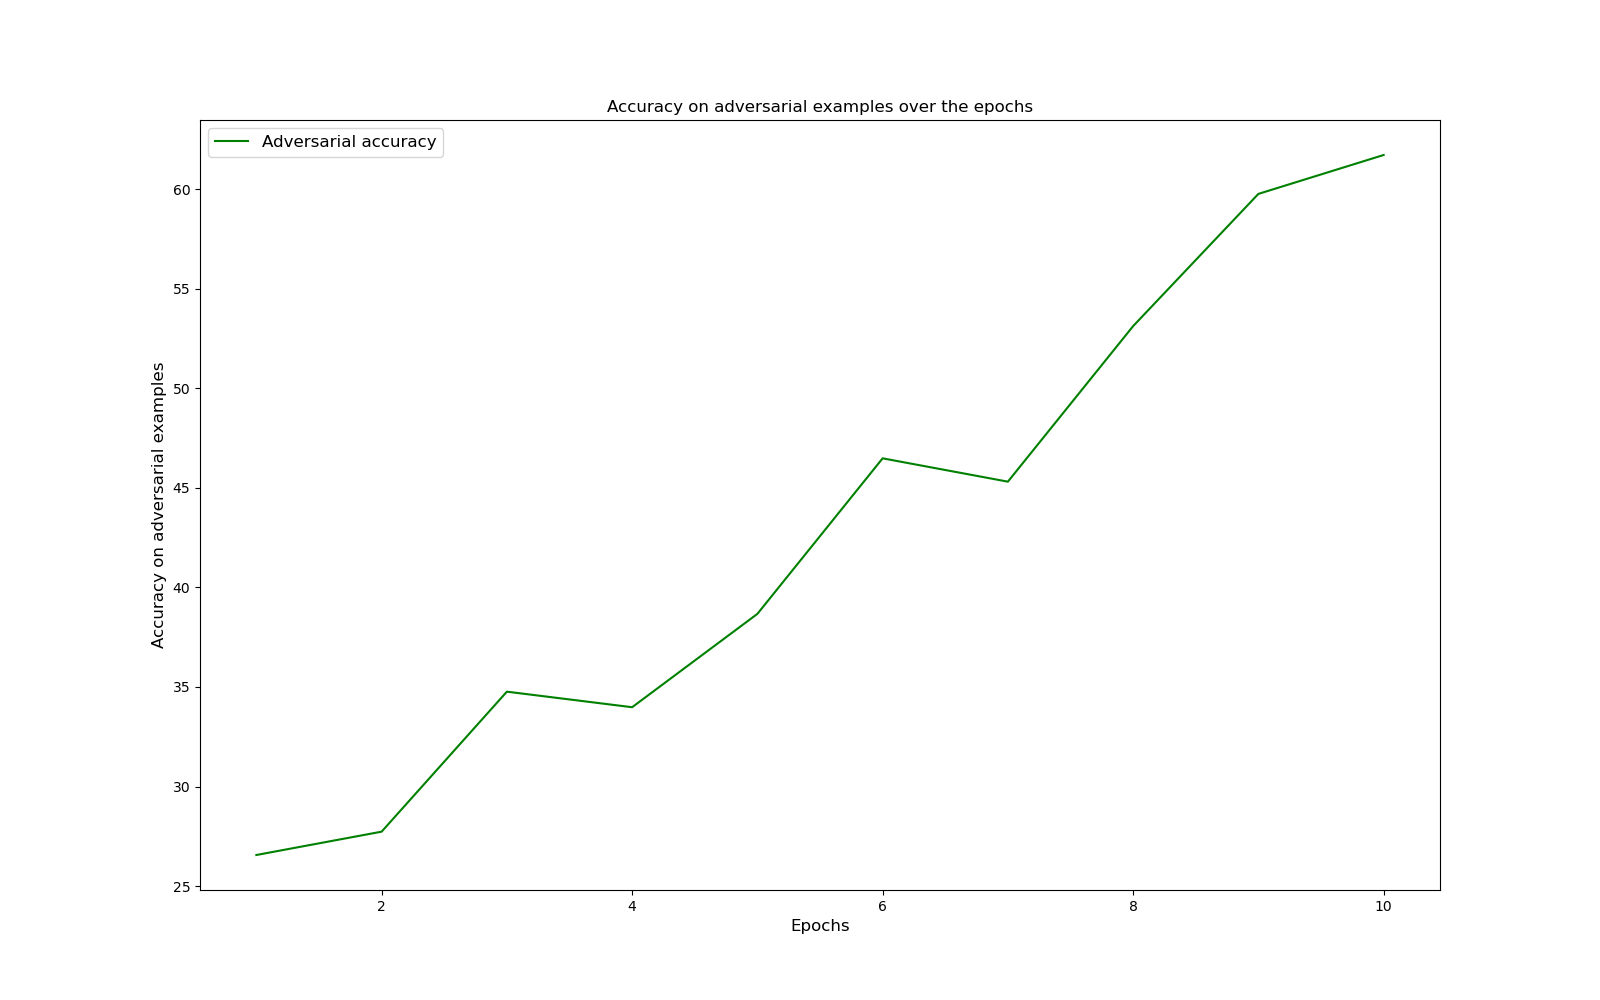 Accuracy on adversarial examples over the epochs
Adversarial accuracy
60
55
50
45
40
35
30
25
Accuracy on adversarial examples
2 4 6 8 10
Epochs